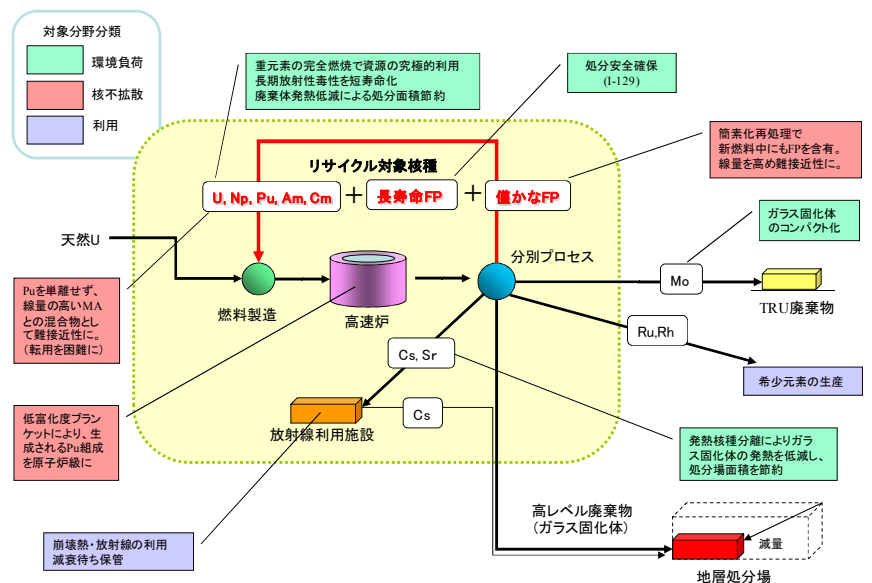 対象分野分類
環境負荷
核不拡散
利用
重元素の完全燃焼で資源の究極的利用
長期放射性毒性を短寿命化
廃棄体発熱低減による処分面積節約
処分安全確保
(I-129)
簡素化再処理で
新燃料中にもFPを含有。
線量を高め難接近性に。
リサイクル対象核種
U, Np, Pu, Am, Cm
+
長寿命FP
+
僅かなFP
ガラス固化体
のコンパクト化
天然U
分別プロセス
Mo
TRU廃棄物
Puを単離せず、
線量の高いMA
との混合物とし
て難接近性に。
(転用を困難に)
燃料製造
高速炉
Ru,Rh
Cs, Sr
希少元素の生産
低富化度ブラン
ケットにより、生
成されるPu組成
を原子炉級に
Cs
放射線利用施設
発熱核種分離によりガラ
ス固化体の発熱を低減し、
処分場面積を節約
高レベル廃棄物
(ガラス固化体)
崩壊熱・放射線の利用
減衰待ち保管
減量
地層処分場